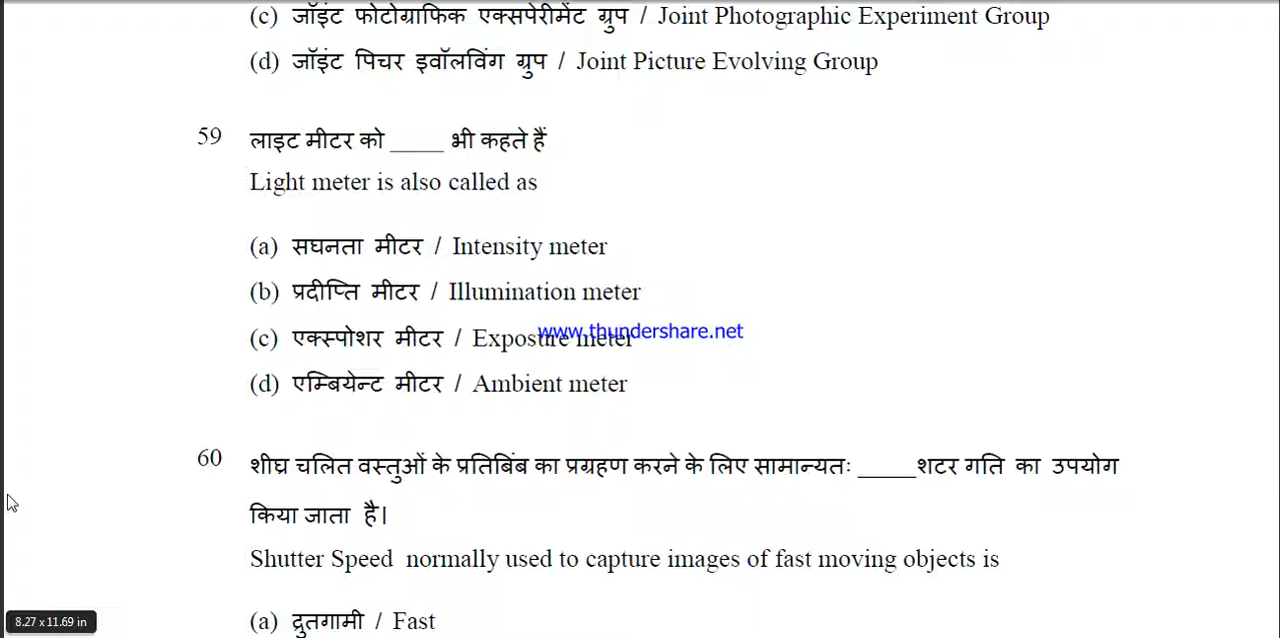 (c) जॉइंट फोटोग्राफिक एक्सपेरीमेंट ग्रुप / Joint Photographic Experiment Group
(d) जॉइंट पिचर इवॉलविंग ग्रुप / Joint Picture Evolving Group
59 लाइट मीटर को _____ भी कहते हैं
Light meter is also called as
(a) सघनता मीटर / Intensity meter
(b) प्रदीप्ति मीटर / Illumination meter
www.thundershare.net
(c) एक्स्पोशर मीटर / Exposure meter
(d) एम्बियेन्ट मीटर / Ambient meter
60 शीघ्र चलित वस्तुओं के प्रतिबिंब का प्रग्रहण करने के लिए सामान्यतः _____शटर गति का उपयोग
किया जाता है।
Shutter Speed normally used to capture images of fast moving objects is
(a) द्रुतगामी / Fast
8.27 x 11.69 in